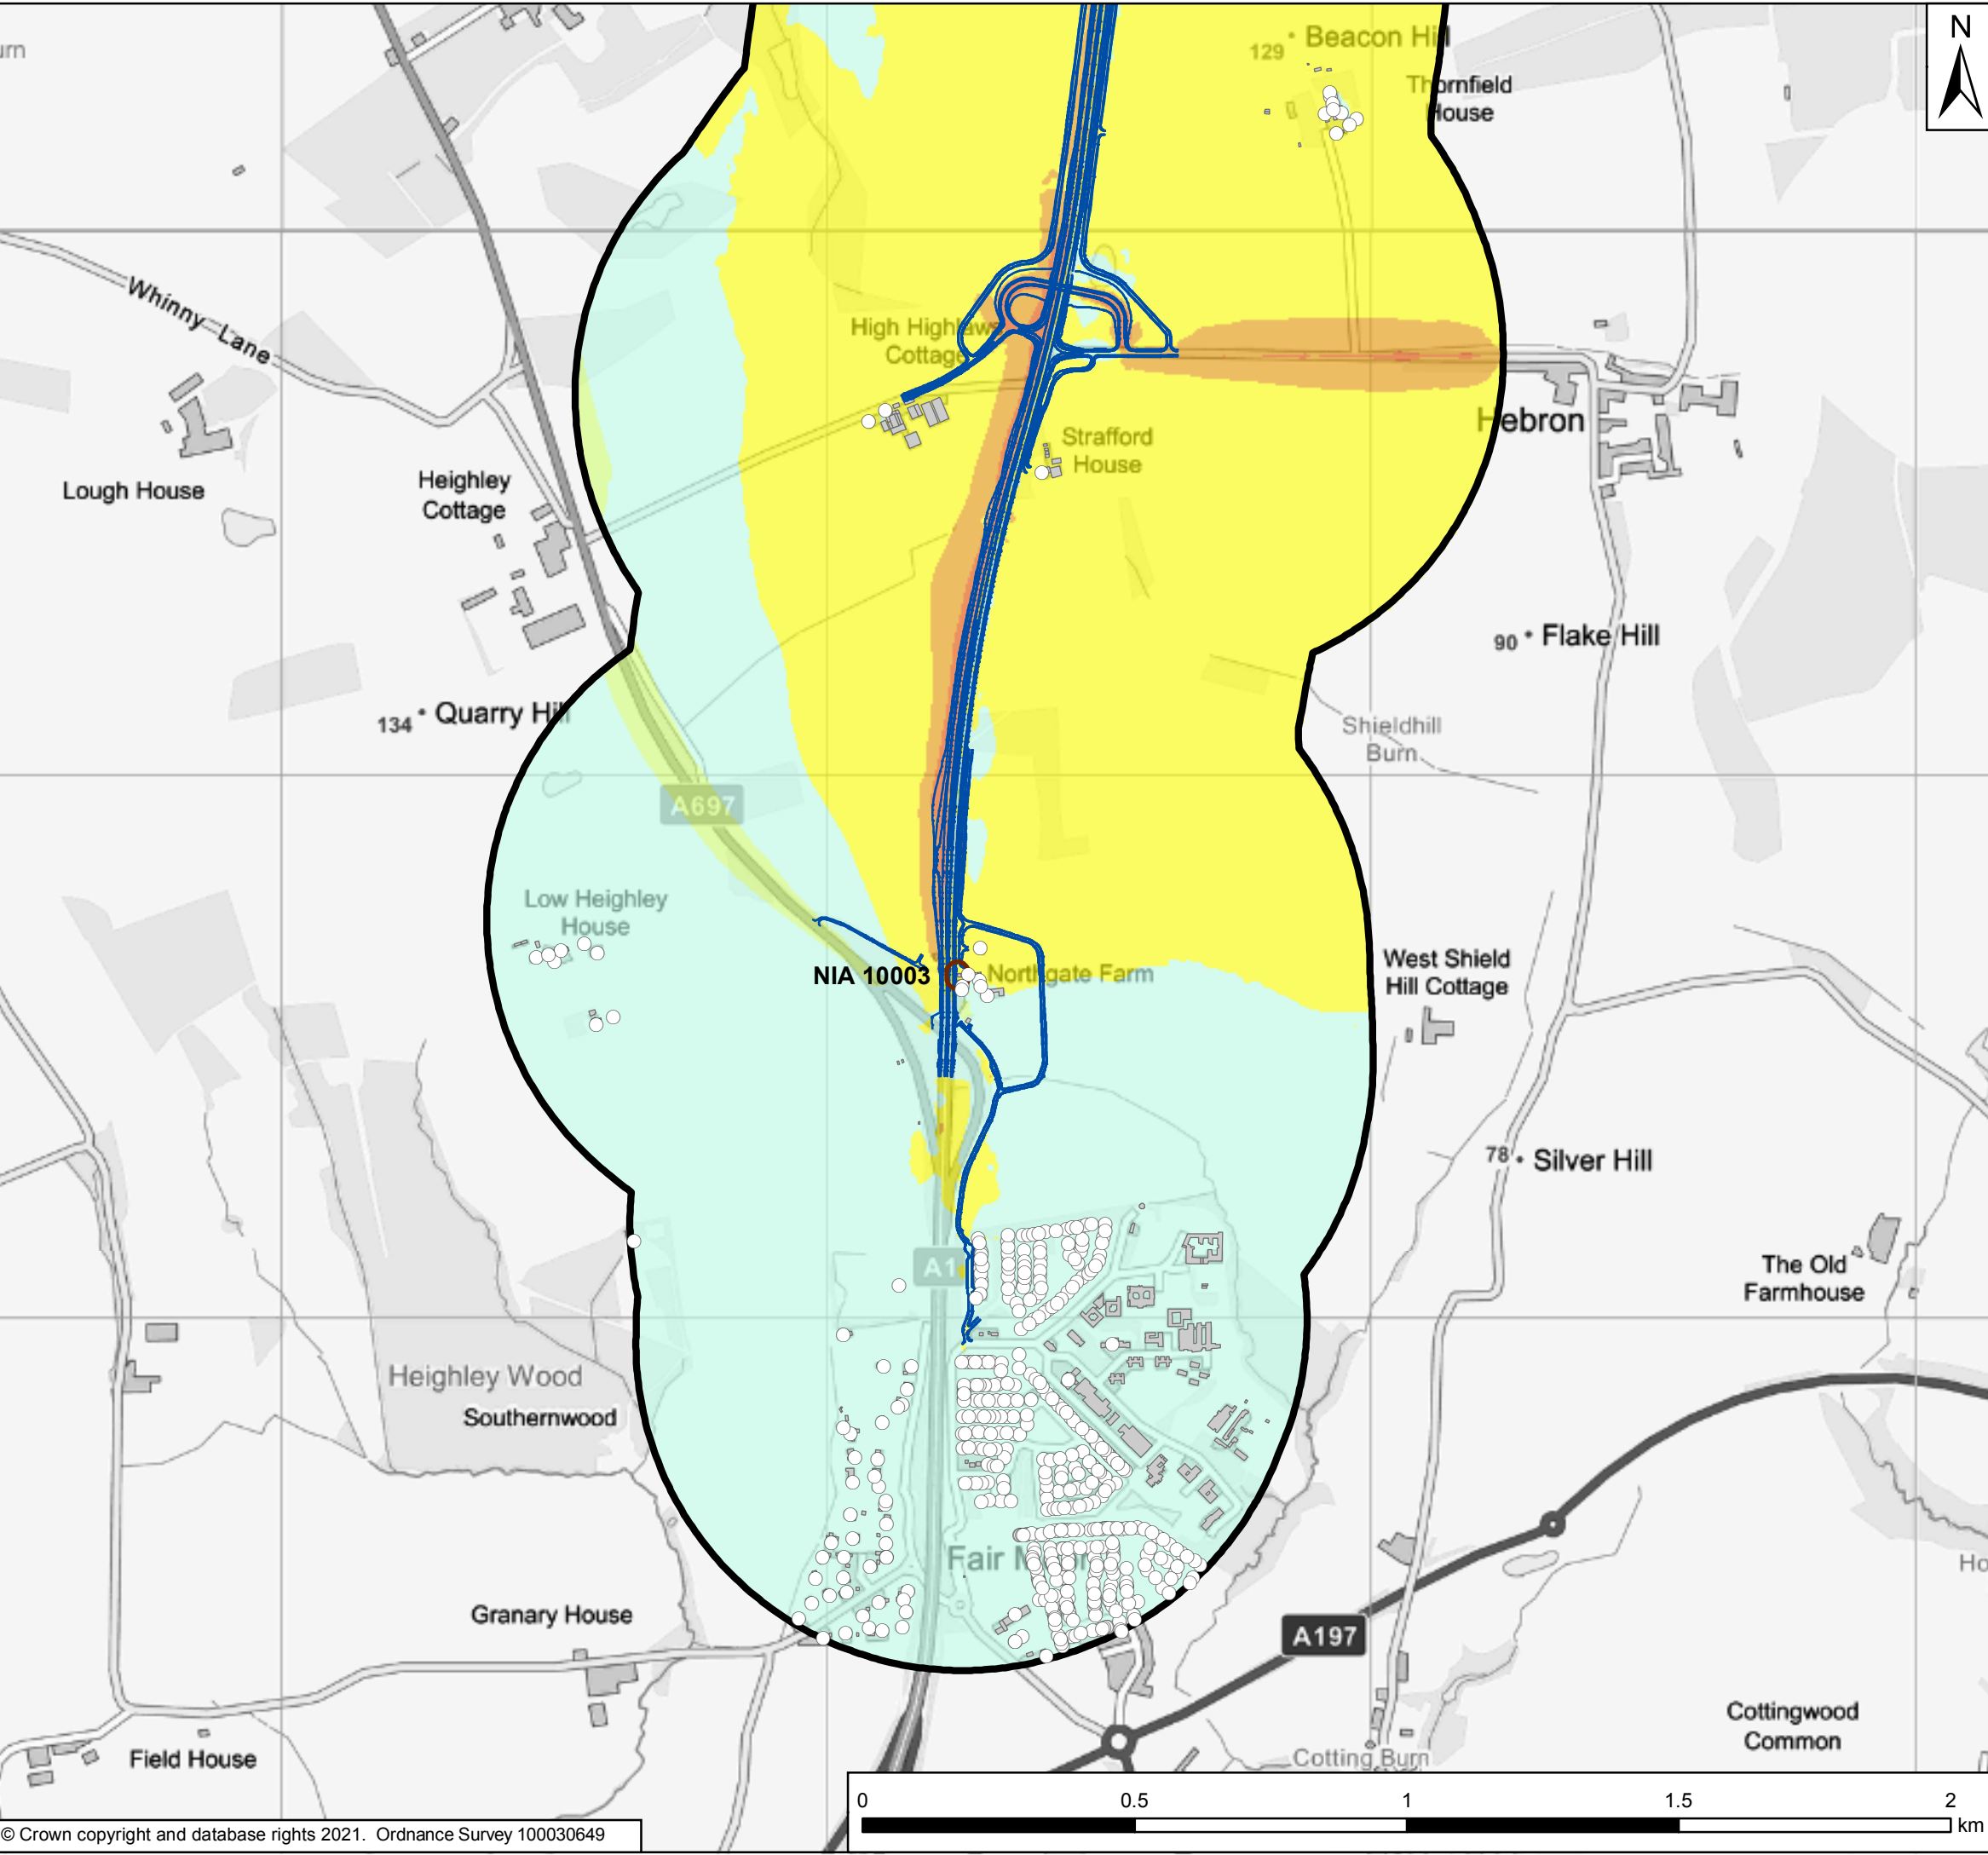 N
urn
129 Beacon Hill
Thornfield
House
Whinny Lane
High Highlaws
Cottage
Hebron
Strafford
House
Lough House
Heighley
Cottage
90 Flake Hill
134 Quarry Hill
Shieldhill
Burn
A697
Low Heighley
House
West Shield
Hill Cottage
NIA 10003
Northgate Farm
78 Silver Hill
A1
The Old
Farmhouse
Heighley Wood
Southernwood
Fair Moor
Ho
Granary House
A197
Cottingwood
Common
Field House
Cotting Burn
0 0.5 1 1.5 2
km
© Crown copyright and database rights 2021. Ordnance Survey 100030649